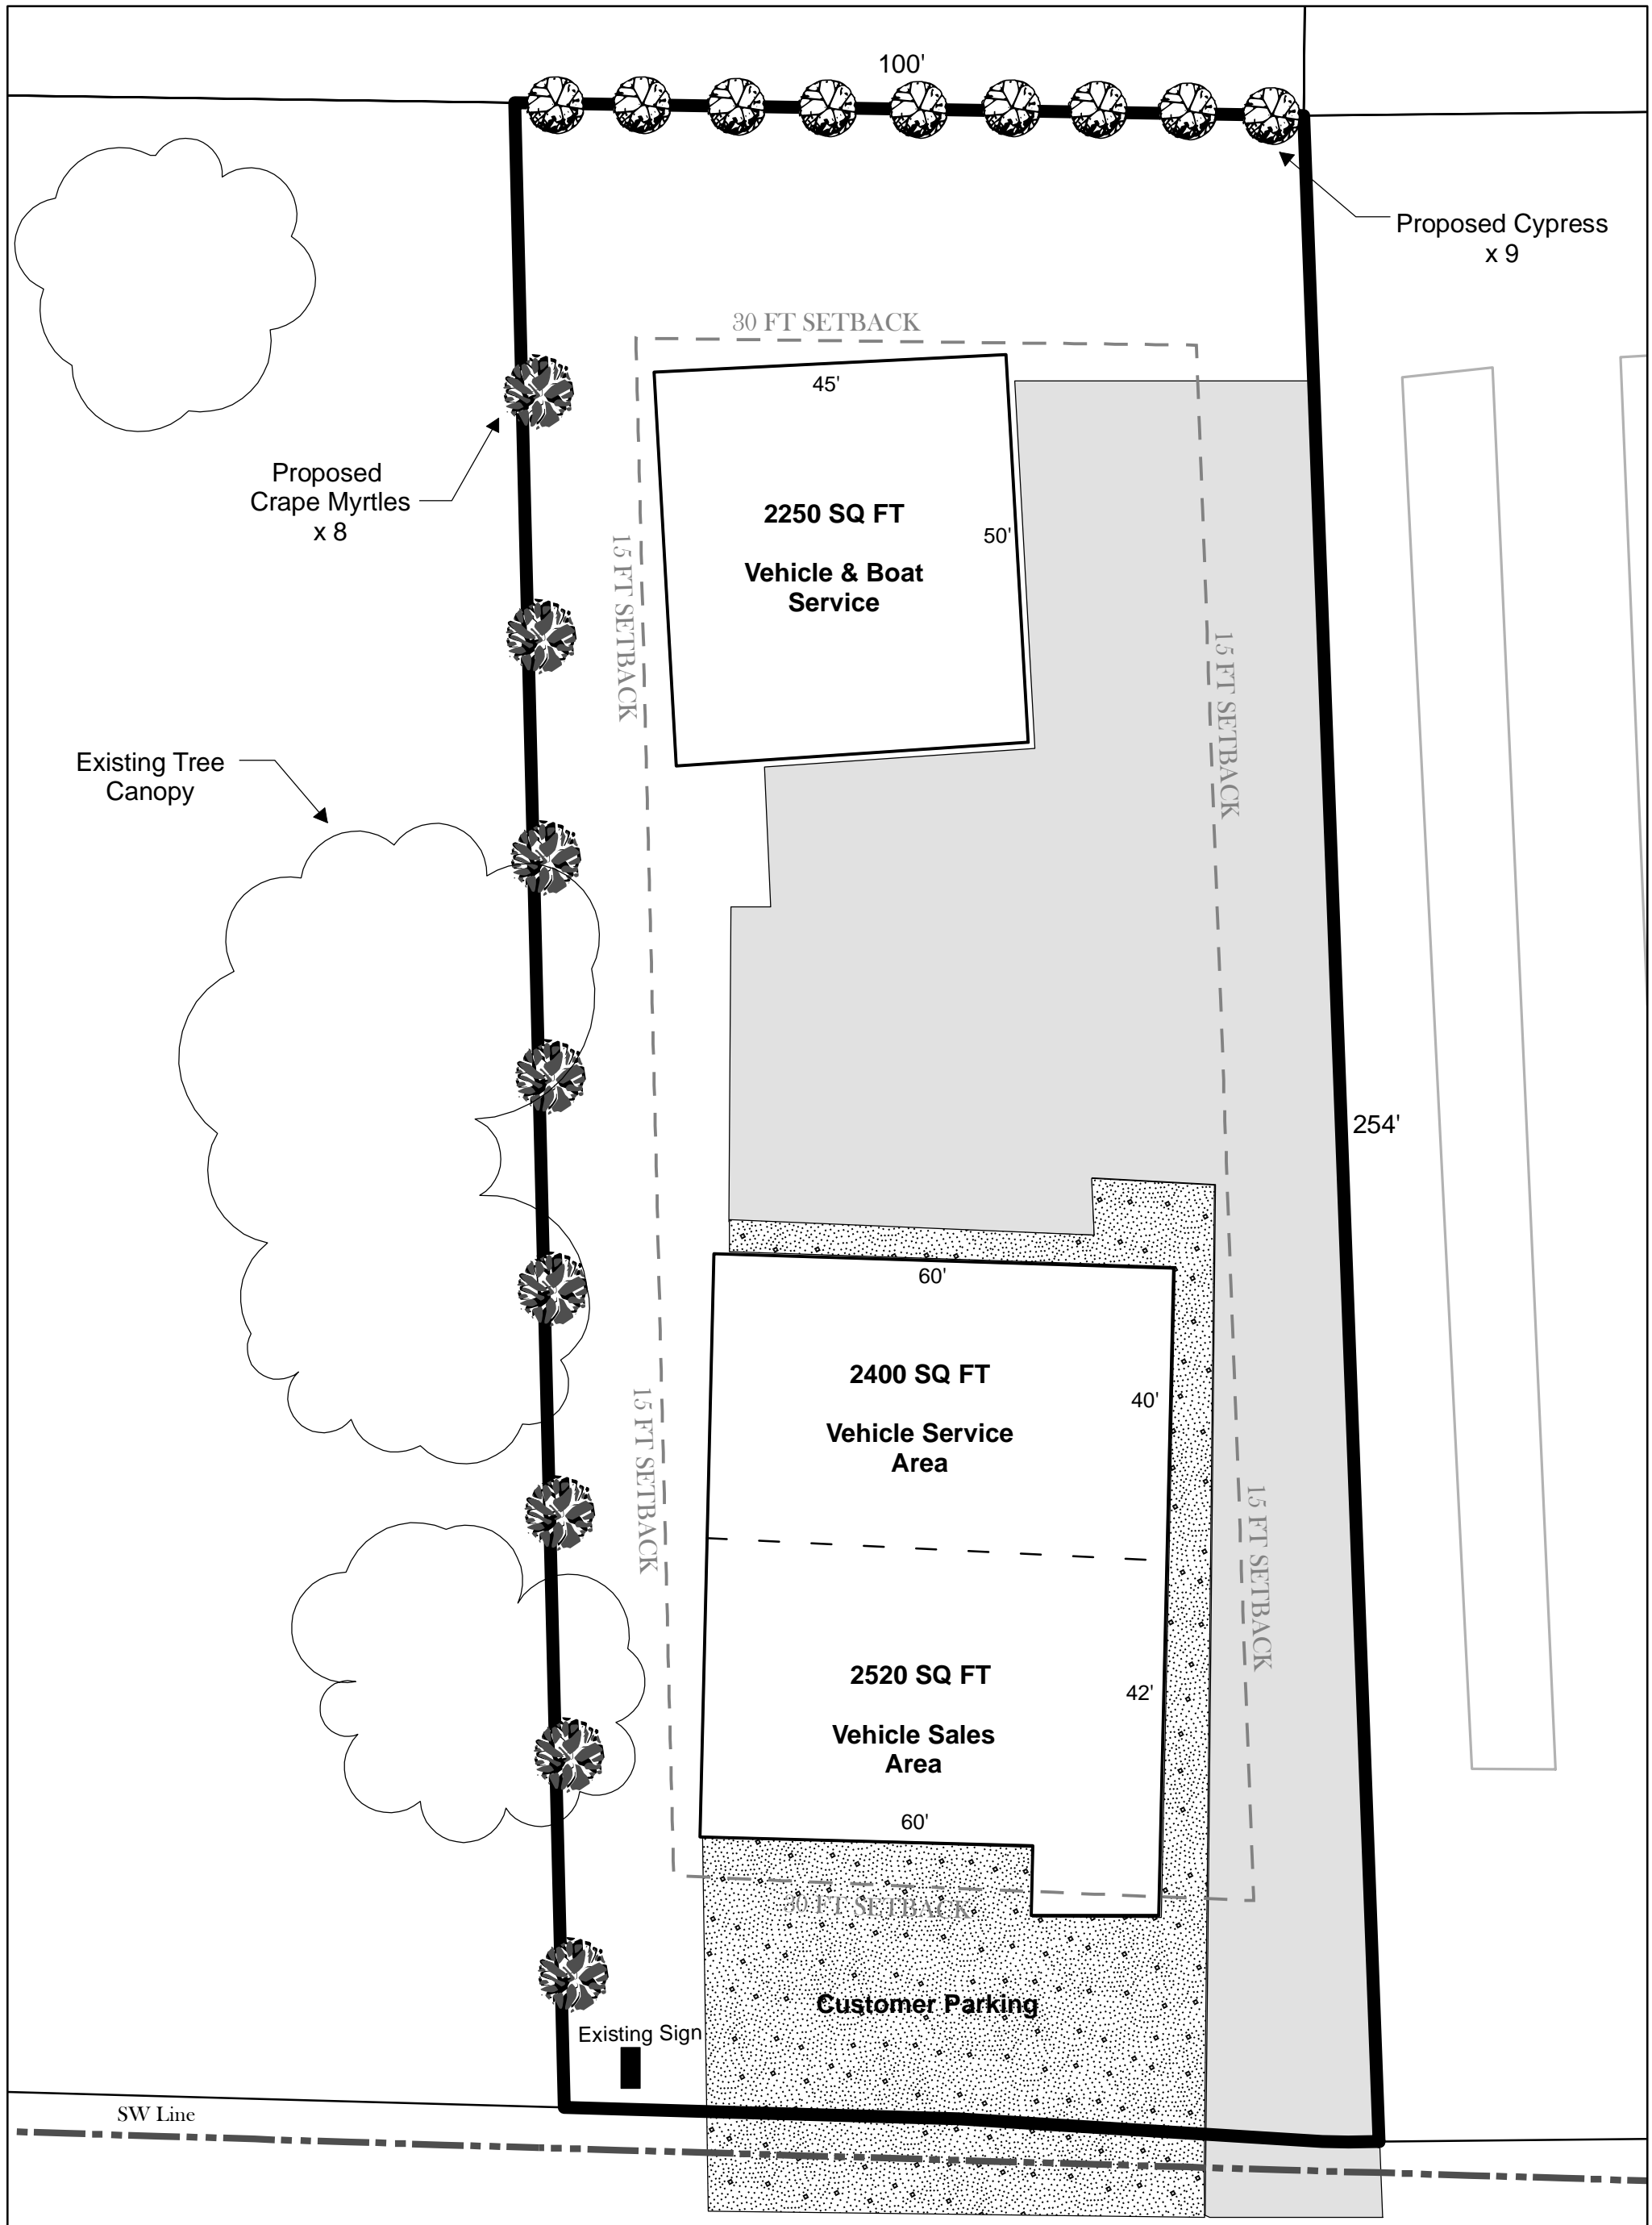 100'
Proposed Cypress
x 9
30 FT SETBACK
45'
Proposed
Crape Myrtles
x 8
2250 SQ FT
50'
Vehicle & Boat
Service
15 FT SETBACK
15 FT SETBACK
Existing Tree
Canopy
254'
60'
2400 SQ FT
40'
Vehicle Service
Area
15 FT SETBACK
15 FT SETBACK
2520 SQ FT
42'
Vehicle Sales
Area
60'
30 FT SETBACK
Customer Parking
Existing Sign
SW Line